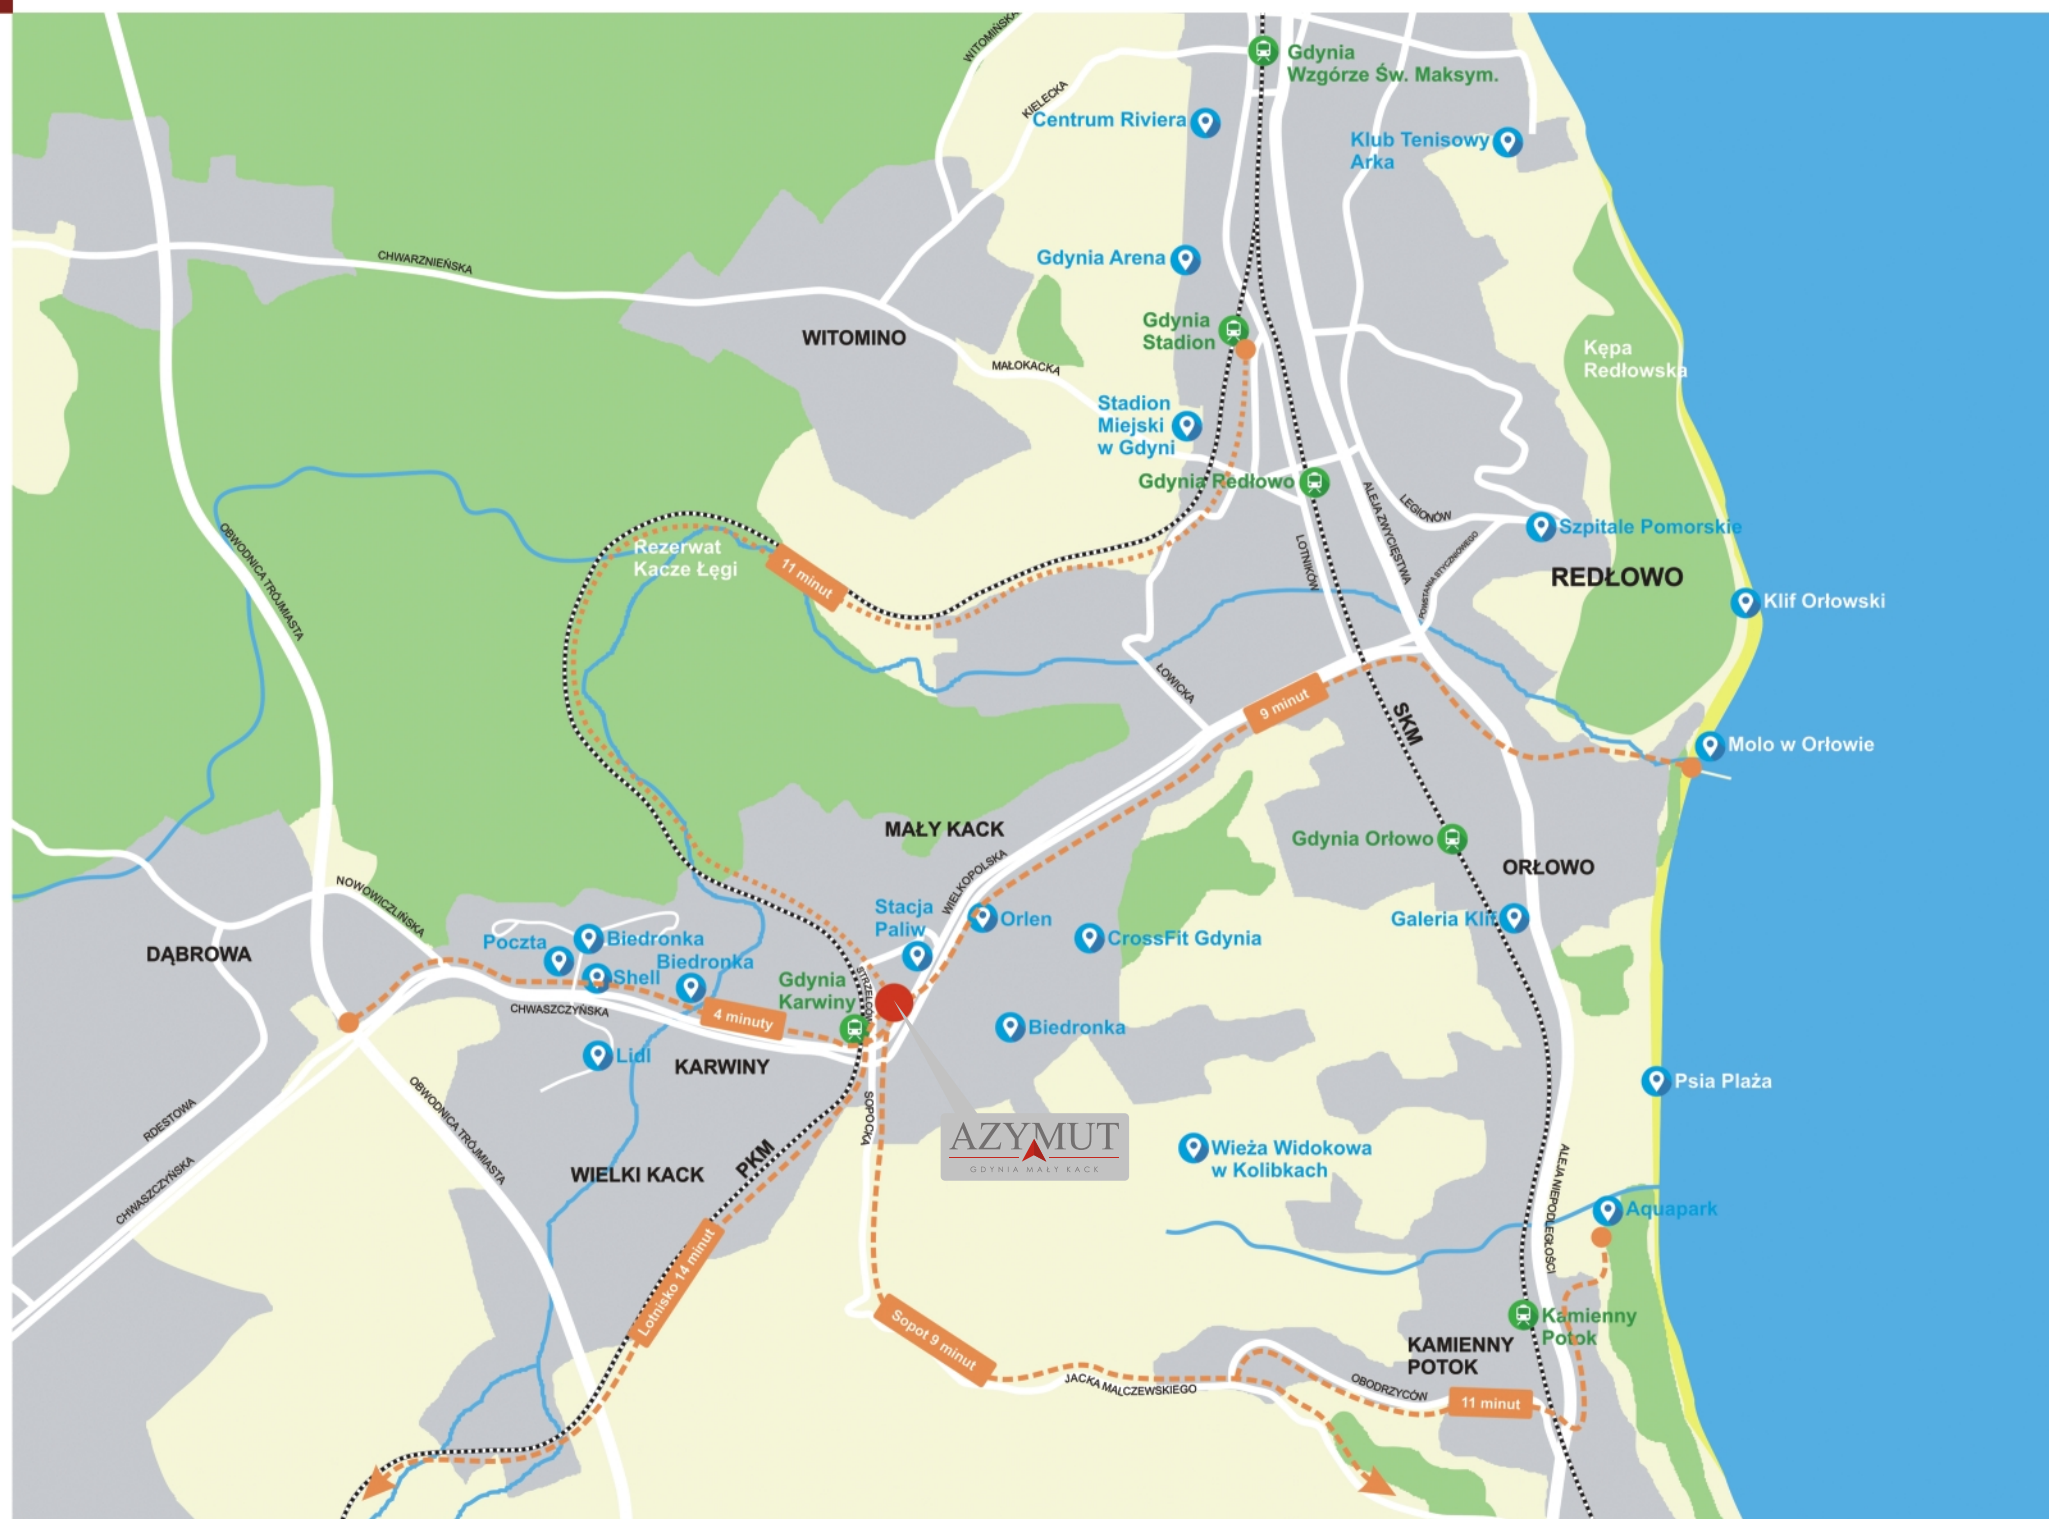 WITOMIŃSKA
Gdynia
Wzgórze Św. Maksym.
KIELECKA
Centrum Riviera
Klub Tenisowy
Arka
CHWARZNIEŃSKA
Gdynia Arena
WITOMINO
Gdynia
Stadion
Kępa
Redłowska
MAŁOKACKA
Stadion
Miejski
w Gdyni
Gdynia Redłowo
ALEJA ZWYCIĘSTWA
LEGIONÓW
Szpitale Pomorskie
OBWODNICA TRÓJMIASTA
Rezerwat
Kacze Łęgi
11 minut
LOTNIKÓW
POWSTANIA STYCZNIOWEGO
REDŁOWO
Klif Orłowski
ŁOWICKA
9 minut
SKM
Molo w Orłowie
MAŁY KACK
WIELKOPOLSKA
Gdynia Orłowo
ORŁOWO
NOWOWICZLIŃSKA
Stacja
Paliw
Orlen
CrossFit Gdynia
Galeria Klif
DĄBROWA
Poczta
Biedronka
Biedronka
Shell
Gdynia
Karwiny
STRZELCÓW
CHWASZCZYŃSKA
4 minuty
Biedronka
Lidl
KARWINY
Psia Plaża
OBWODNICA TRÓJMIASTA
RDESTOWA
SOPOCKA
AZYMUT
GDYNIA MAŁY KACK
PKM
WIELKI KACK
Wieża Widokowa
w Kolibkach
CHWASZCZYŃSKA
ALEJA NIEPODLEGŁOŚCI
Aquapark
Lotnisko 14 minut
Sopot 9 minut
Kamienny
Potok
KAMIENNY
POTOK
JACKA MALCZEWSKIEGO
OBODRZYCÓW
11 minut